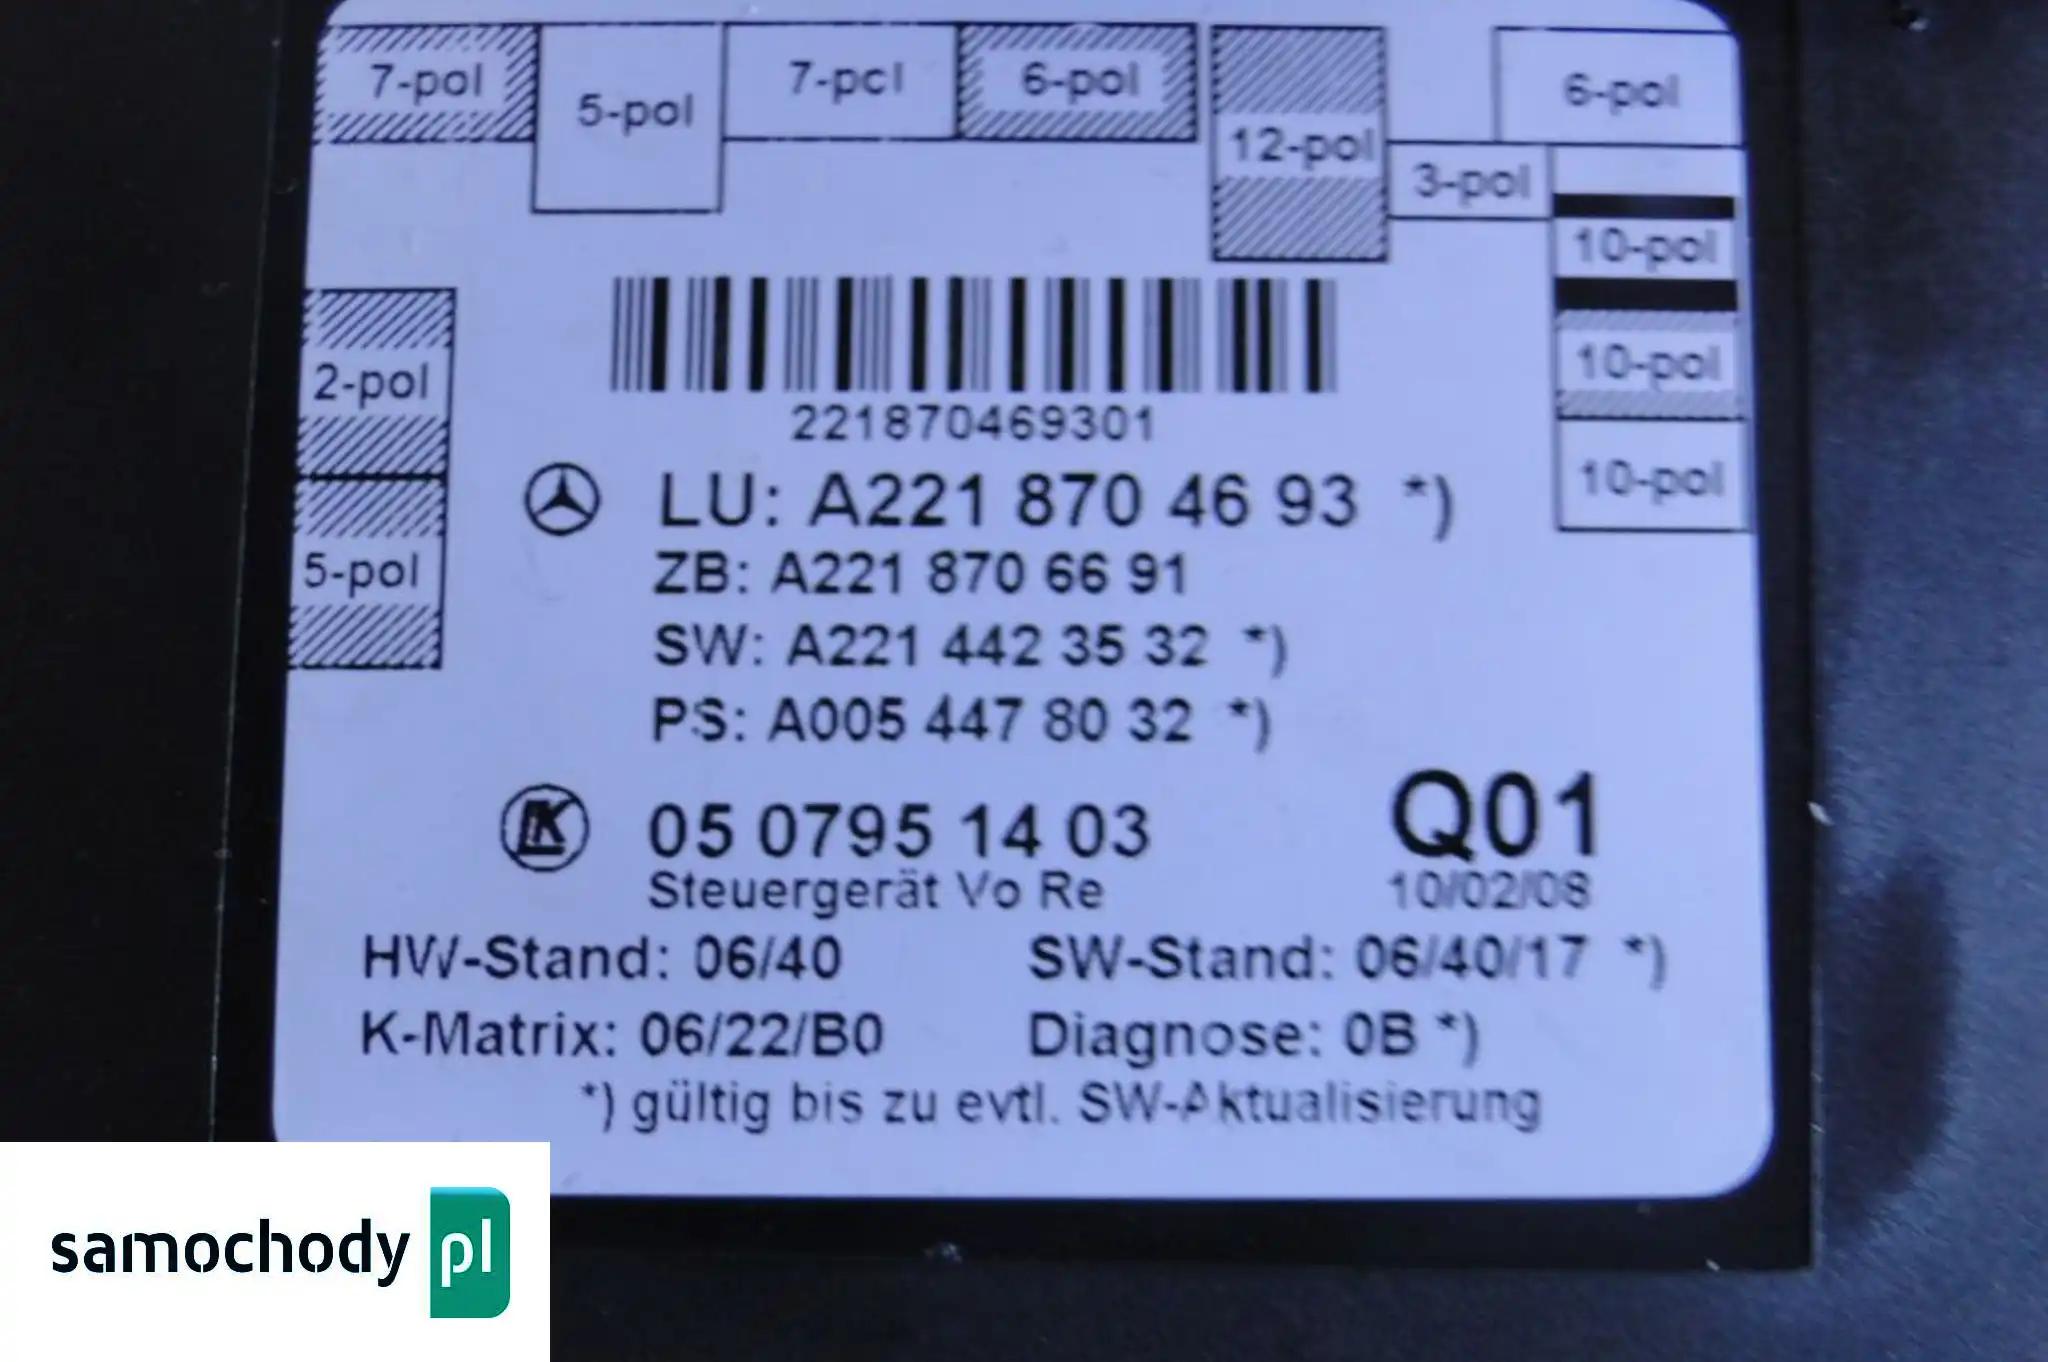 7-pol
5-pol
7-pcl
6-pol
12-pol
3-pol
6-pol
10-pol
10-pol
10-pol
2-pol
5-pol
221870469301
LU: A221 870 46 93 *)
ZB: A221 870 66 91
SW: A221 442 35 32 *)
PS: A005 447 80 32 *)
LK 05 0795 14 03
Q01
Steuergerät Vo Re
10/02/08
HW-Stand: 06/40
SW-Stand: 06/40/17 *)
K-Matrix: 06/22/B0
Diagnose: 0B *)
*) gültig bis zu evtl. SW-Aktualisierung
samochody pl